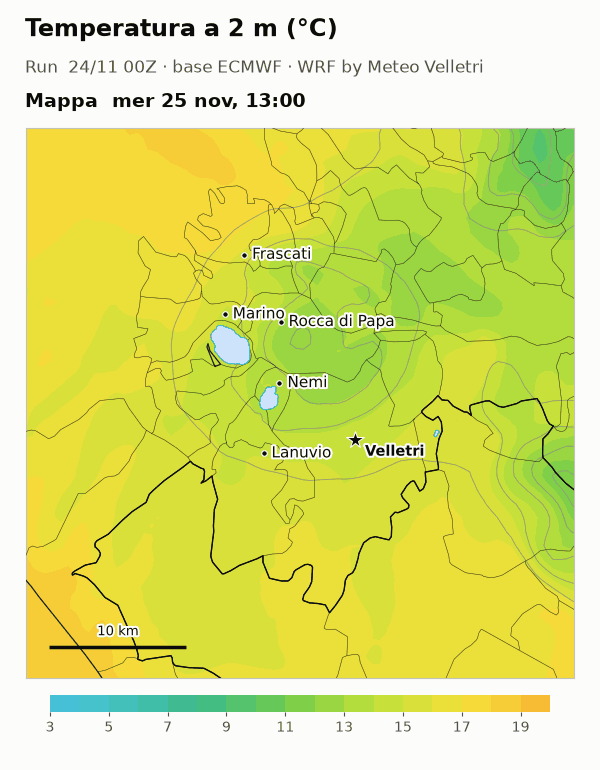 Temperatura a 2 m (°C)
Run 24/11 00Z · base ECMWF · WRF by Meteo Velletri
Mappa mer 25 nov, 13:00
Frascati
Marino
Rocca di Papa
Nemi
Velletri
Lanuvio
10 km
3 5 7 9 11 13 15 17 19